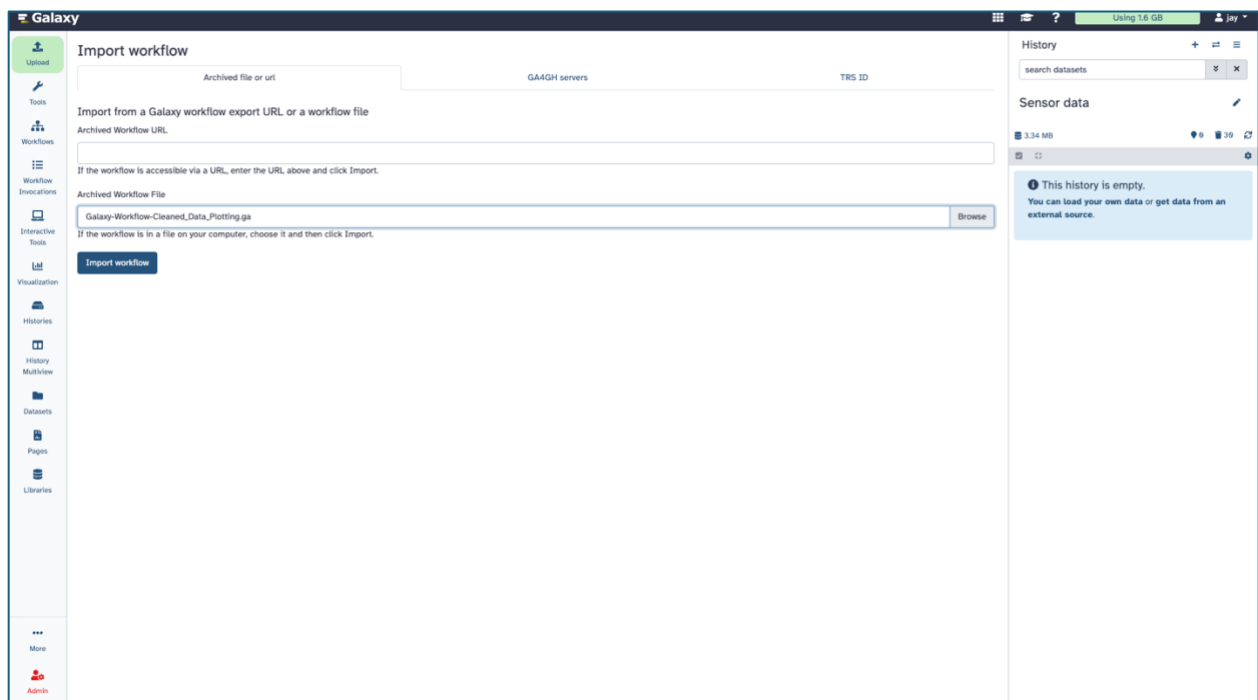 Galaxy
?
Using 1.6 GB
jay
Upload
Tools
Workflows
Workflow
Invocations
Interactive
Tools
Visualization
Histories
History
Multiview
Datasets
Pages
Libraries
More
Admin
Import workflow
Archived file or url
GA4GH servers
TRS ID
Import from a Galaxy workflow export URL or a workflow file
Archived Workflow URL
If the workflow is accessible via a URL, enter the URL above and click Import.
Archived Workflow File
Galaxy-Workflow-Cleaned_Data_Plotting.ga
Browse
If the workflow is in a file on your computer, choose it and then click Import.
Import workflow
History
search datasets
Sensor data
3.34 MB
0
39
This history is empty.
You can load your own data or get data from an
external source.